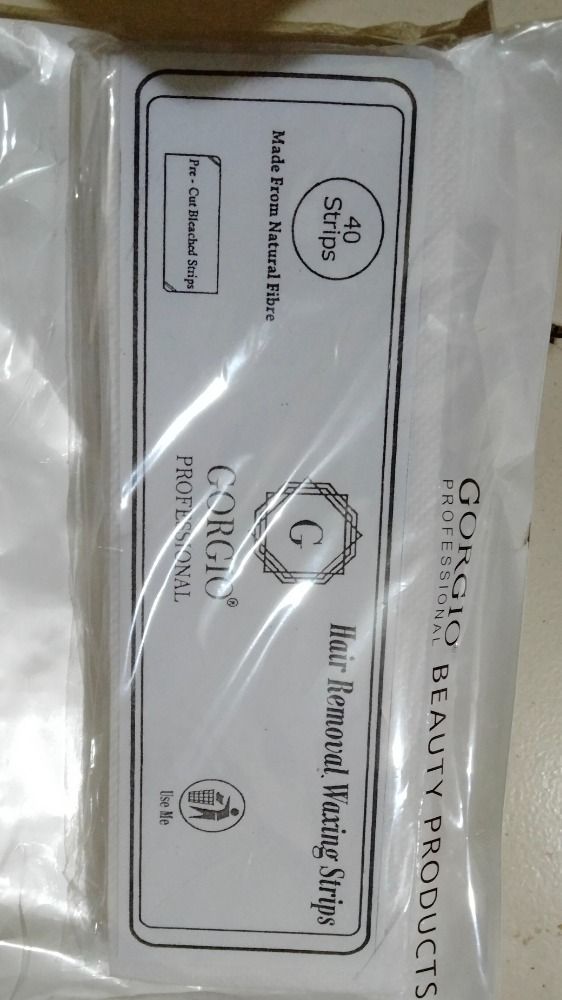 40
Strips
Made From Natural Fibre
Pre - Cut Bleached Strips
G
GORGIO®
PROFESSIONAL
Hair Removal Waxing Strips
Use Me
GORGIO BEAUTY PRODUCTS
PROFESSIONAL